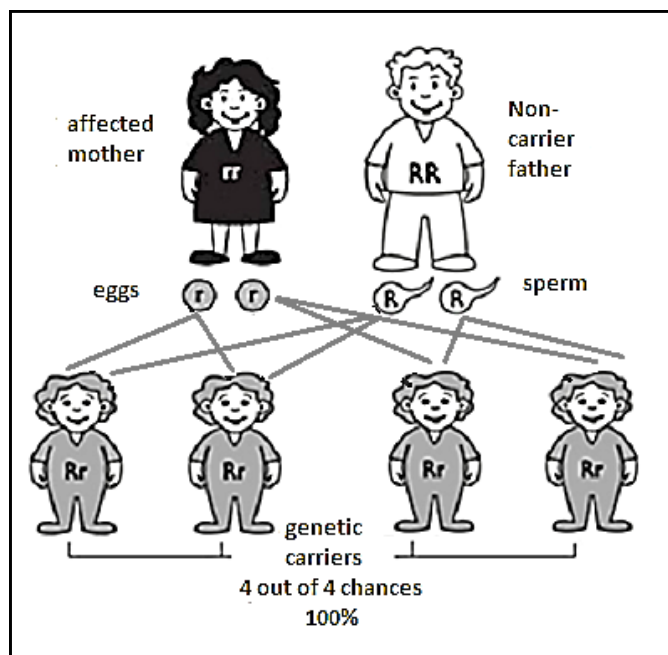 affected
mother
rr
RR
Non-
carrier
father
eggs
r
r
R
R
sperm
Rr
Rr
Rr
Rr
genetic
carriers
4 out of 4 chances
100%